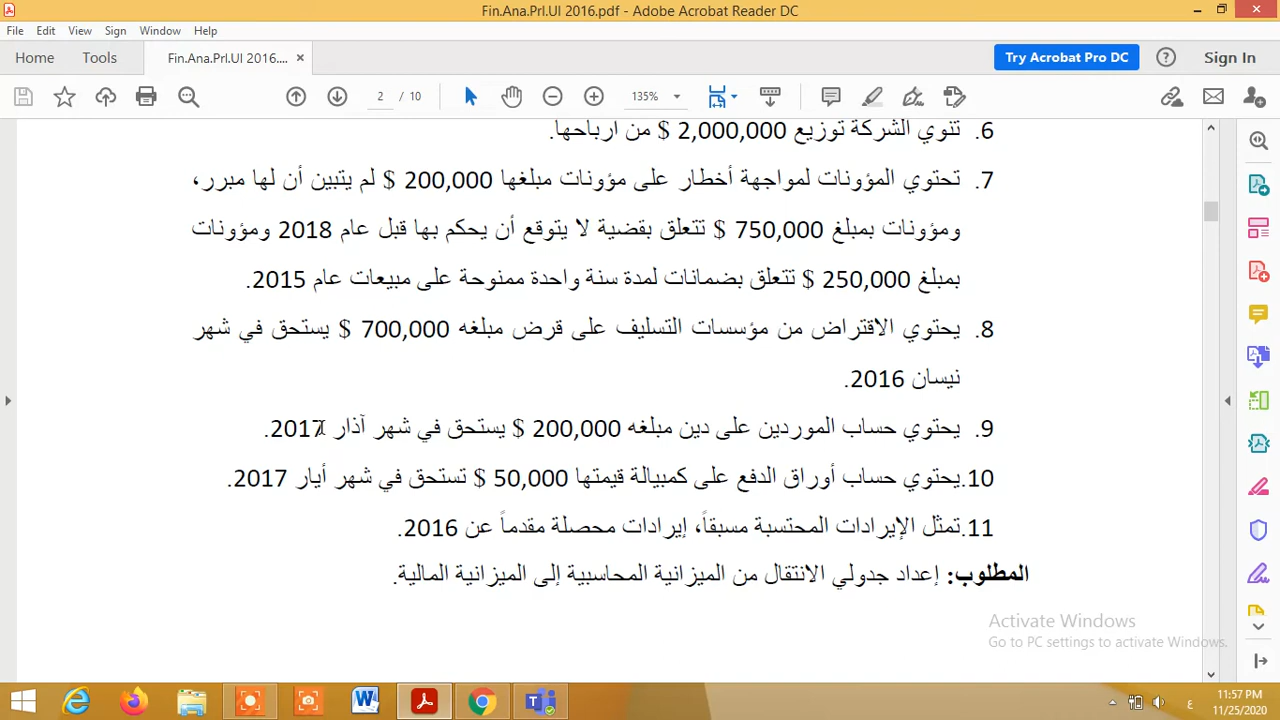 Fin.Ana.Prl.UI 2016.pdf - Adobe Acrobat Reader DC
File Edit View Sign Window Help
Home Tools Fin.Ana.Prl.UI 2016.... × Try Acrobat Pro DC Sign In
2 / 10 135%
6. تنوي الشركة توزيع 2,000,000 $ من ارباحها.
7. تحتوي المؤونات لمواجهة أخطار على مؤونات مبلغها 200,000 $ لم يتبين أن لها مبرر،
ومؤونات بمبلغ 750,000 $ تتعلق بقضية لا يتوقع أن يحكم بها قبل عام 2018 ومؤونات
بمبلغ 250,000 $ تتعلق بضمانات لمدة سنة واحدة ممنوحة على مبيعات عام 2015.
8. يحتوي الاقتراض من مؤسسات التسليف على قرض مبلغه 700,000 $ يستحق في شهر
نيسان 2016.
9. يحتوي حساب الموردين على دين مبلغه 200,000 $ يستحق في شهر آذار 2017.
10. يحتوي حساب أوراق الدفع على كمبيالة قيمتها 50,000 $ تستحق في شهر أيار 2017.
11. تمثل الإيرادات المحتسبة مسبقاً، إيرادات محصلة مقدماً عن 2016.
المطلوب: إعداد جدولي الانتقال من الميزانية المحاسبية إلى الميزانية المالية.
Activate Windows
Go to PC settings to activate Windows.
ع 11:57 PM
11/25/2020